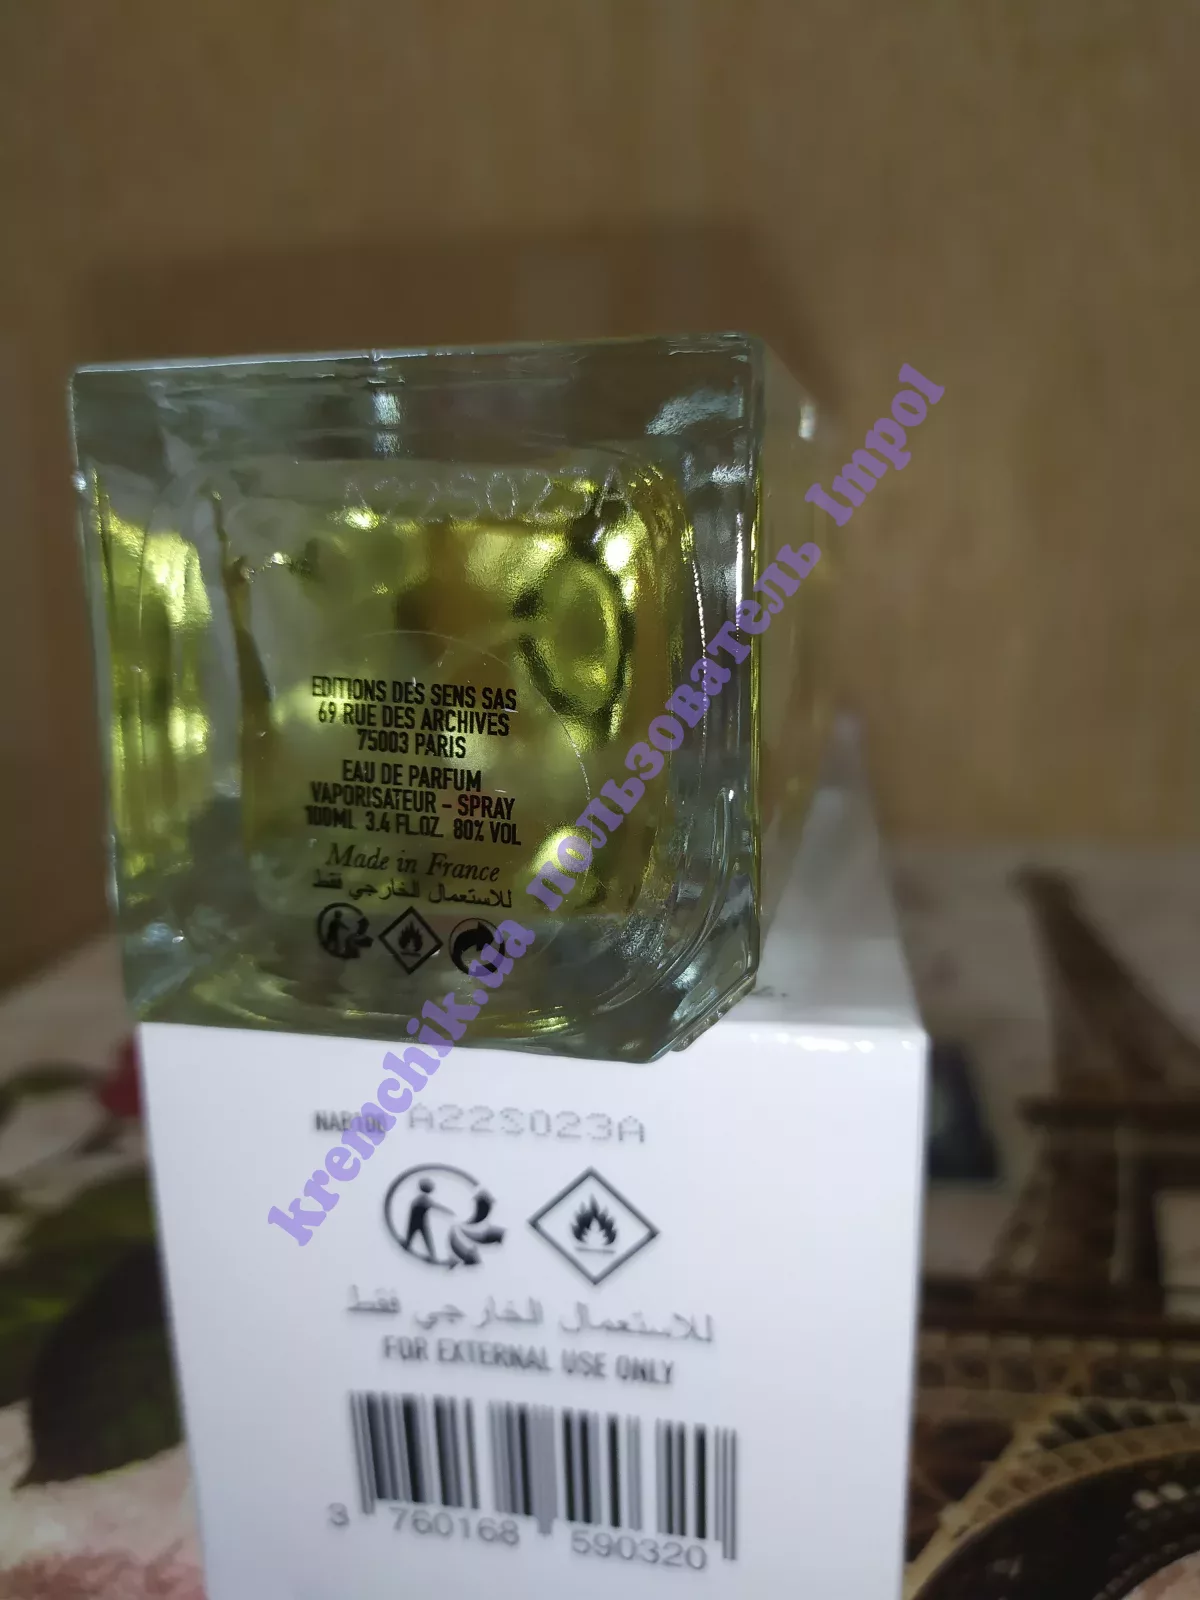 A22S023A
EDITIONS DES SENS SAS
69 RUE DES ARCHIVES
75003 PARIS
EAU DE PARFUM
VAPORISATEUR - SPRAY
100ML 3.4 FL.OZ. 80% VOL
Made in France
للاستعمال الخارجي فقط
NAB100 A22S023A
للاستعمال الخارجي فقط
FOR EXTERNAL USE ONLY
3 760168 590320
kremchik.ua пользователь Impol